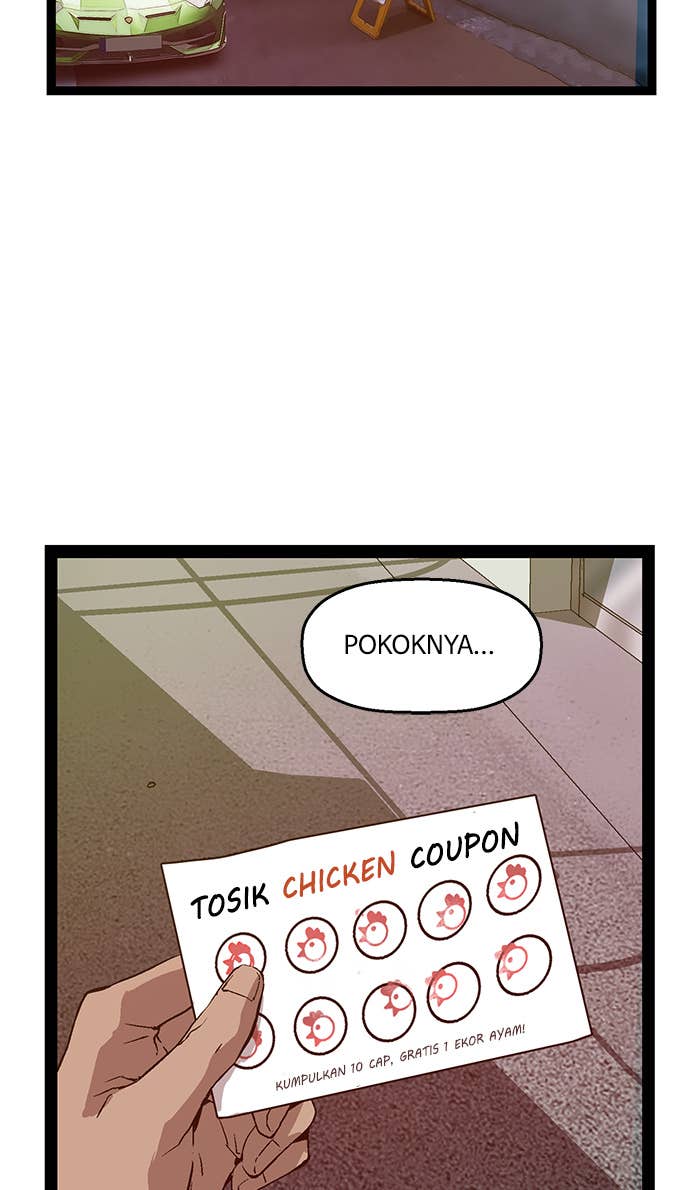 POKOKNYA...
TOSIK CHICKEN COUPON
KUMPULKAN 10 CAP, GRATIS 1 EKOR AYAM!